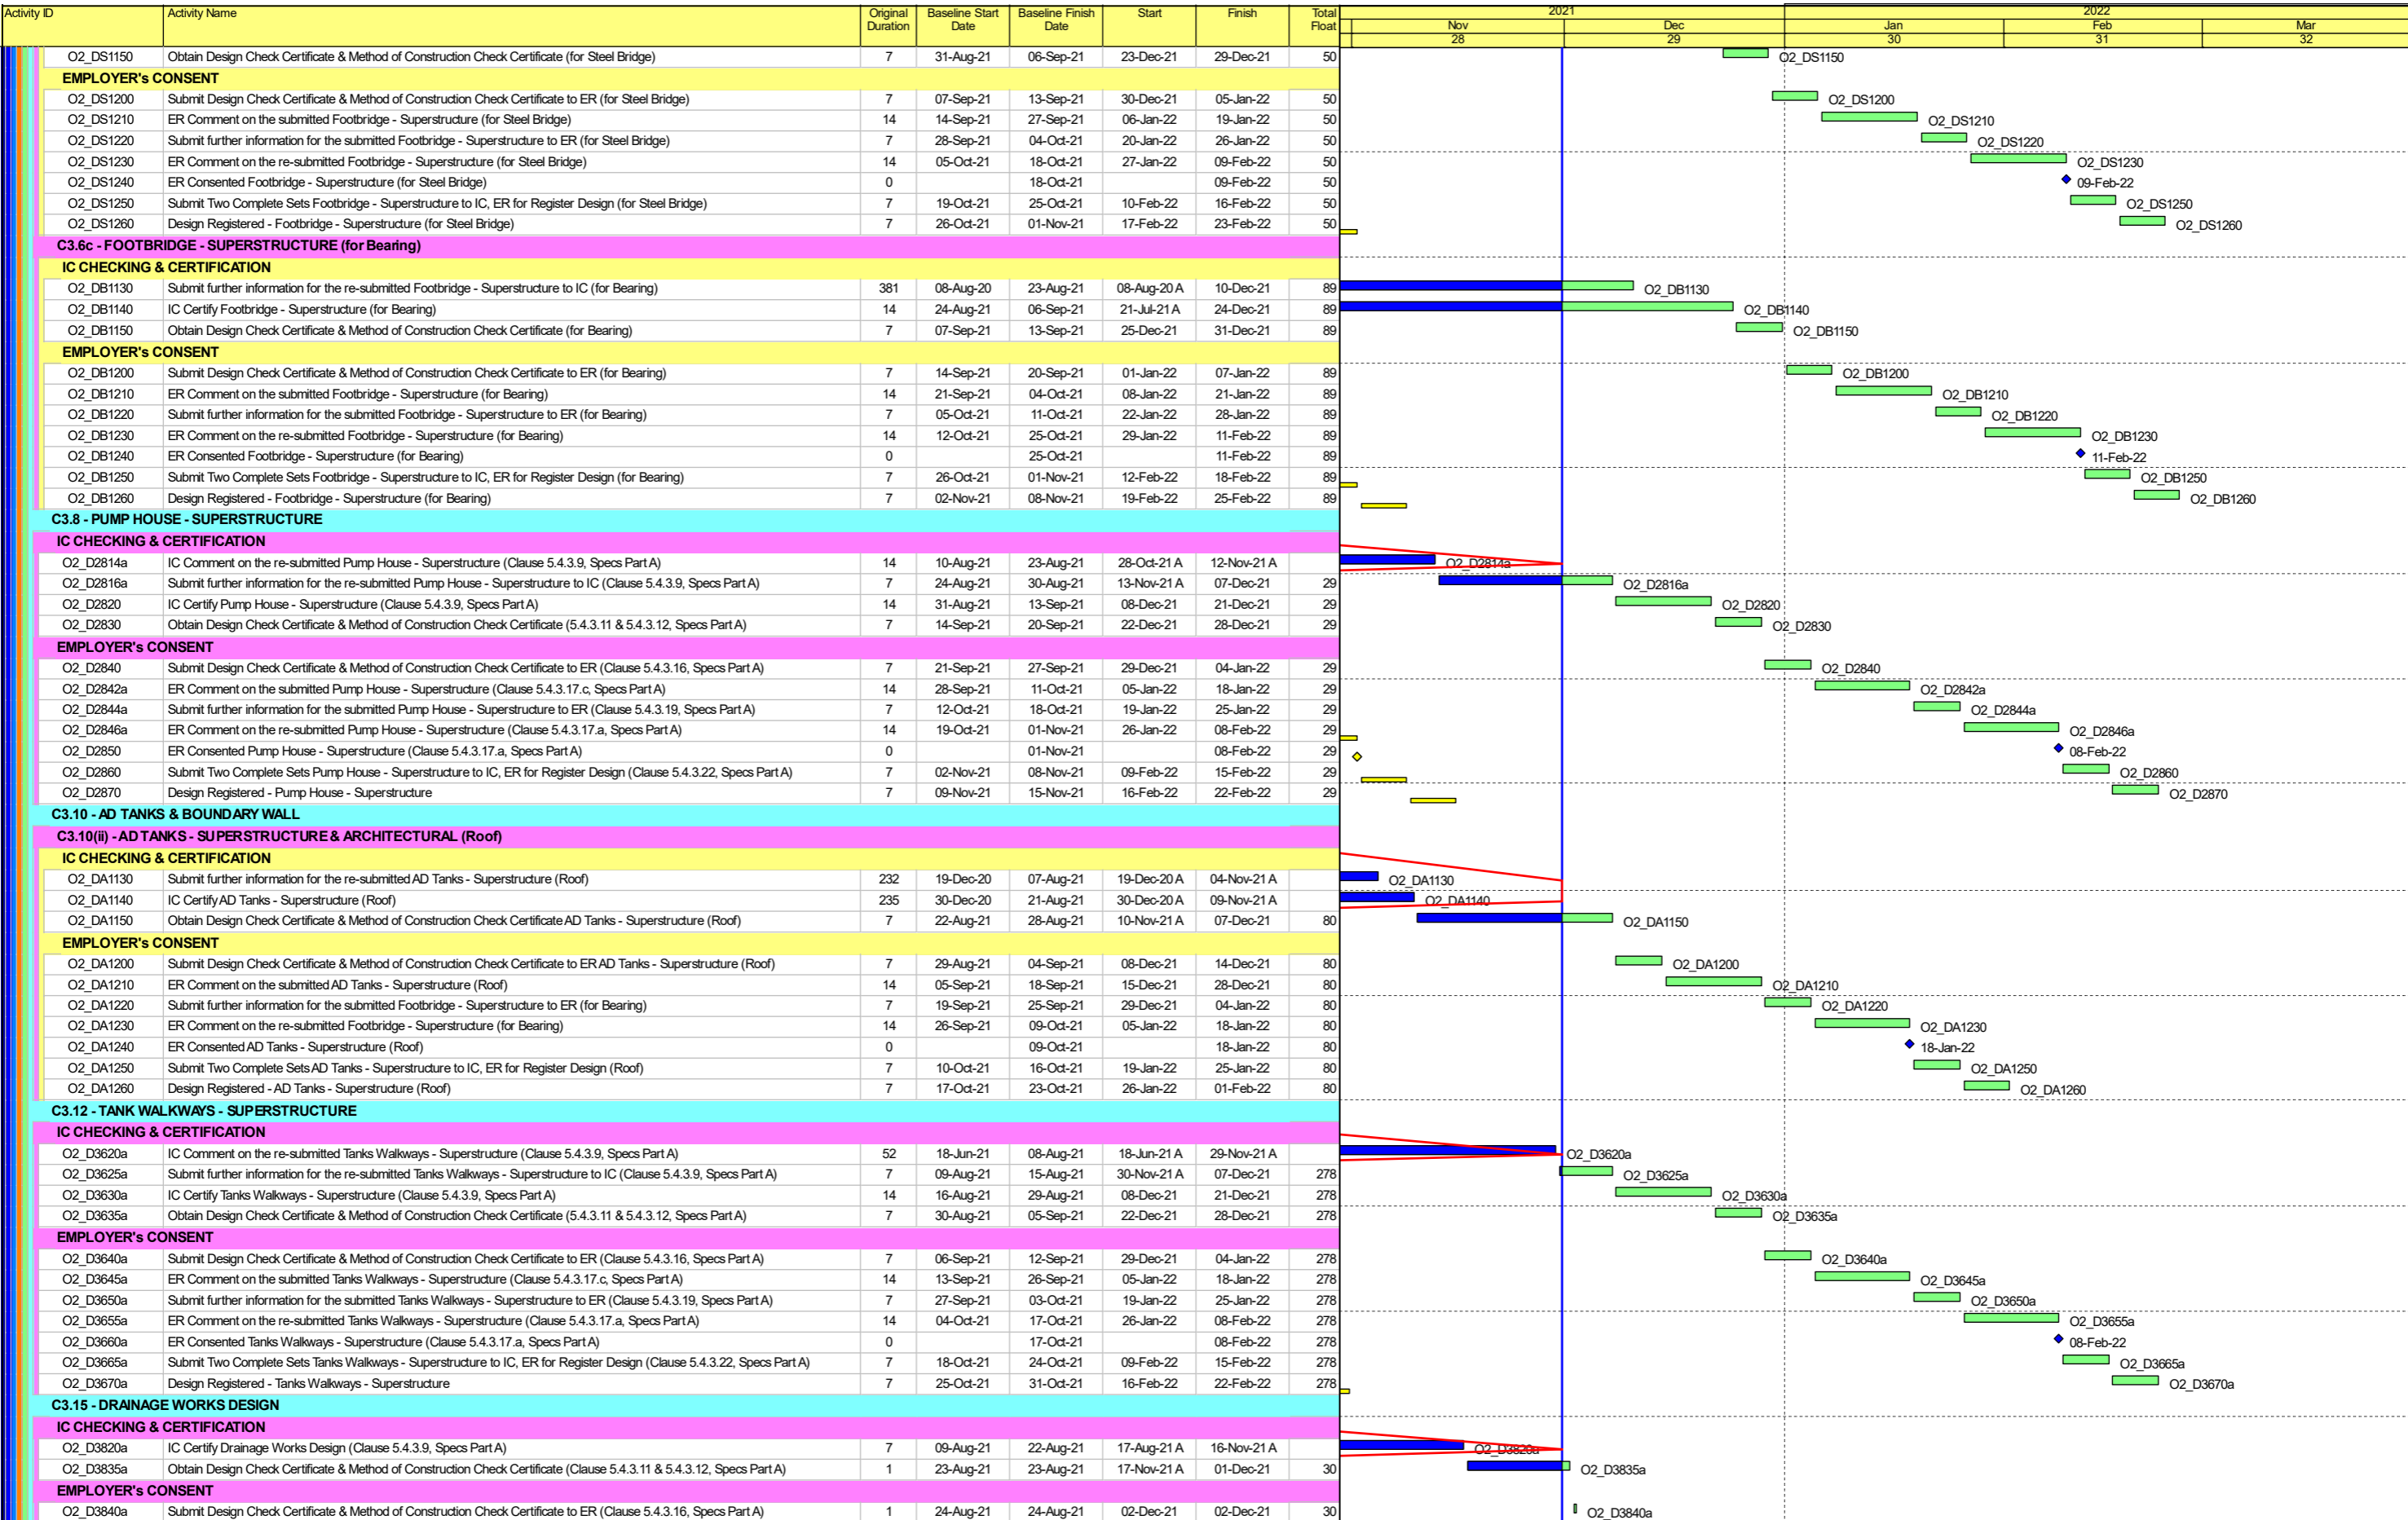 Activity ID Activity Name Original Duration Baseline Start Date Baseline Finish Date Start Finish Total Float 2021 2022
Nov Dec Jan Feb Mar
28 29 30 31 32
O2_DS1150 Obtain Design Check Certificate & Method of Construction Check Certificate (for Steel Bridge) 7 31-Aug-21 06-Sep-21 23-Dec-21 29-Dec-21 50 O2_DS1150
EMPLOYER's CONSENT
O2_DS1200 Submit Design Check Certificate & Method of Construction Check Certificate to ER (for Steel Bridge) 7 07-Sep-21 13-Sep-21 30-Dec-21 05-Jan-22 50 O2_DS1200
O2_DS1210 ER Comment on the submitted Footbridge - Superstructure (for Steel Bridge) 14 14-Sep-21 27-Sep-21 06-Jan-22 19-Jan-22 50 O2_DS1210
O2_DS1220 Submit further information for the submitted Footbridge - Superstructure to ER (for Steel Bridge) 7 28-Sep-21 04-Oct-21 20-Jan-22 26-Jan-22 50 O2_DS1220
O2_DS1230 ER Comment on the re-submitted Footbridge - Superstructure (for Steel Bridge) 14 05-Oct-21 18-Oct-21 27-Jan-22 09-Feb-22 50 O2_DS1230
O2_DS1240 ER Consented Footbridge - Superstructure (for Steel Bridge) 0 18-Oct-21 09-Feb-22 50 09-Feb-22
O2_DS1250 Submit Two Complete Sets Footbridge - Superstructure to IC, ER for Register Design (for Steel Bridge) 7 19-Oct-21 25-Oct-21 10-Feb-22 16-Feb-22 50 O2_DS1250
O2_DS1260 Design Registered - Footbridge - Superstructure (for Steel Bridge) 7 26-Oct-21 01-Nov-21 17-Feb-22 23-Feb-22 50 O2_DS1260
C3.6c - FOOTBRIDGE - SUPERSTRUCTURE (for Bearing)
IC CHECKING & CERTIFICATION
O2_DB1130 Submit further information for the re-submitted Footbridge - Superstructure to IC (for Bearing) 381 08-Aug-20 23-Aug-21 08-Aug-20 A 10-Dec-21 89 O2_DB1130
O2_DB1140 IC Certify Footbridge - Superstructure (for Bearing) 14 24-Aug-21 06-Sep-21 21-Jul-21 A 24-Dec-21 89 O2_DB1140
O2_DB1150 Obtain Design Check Certificate & Method of Construction Check Certificate (for Bearing) 7 07-Sep-21 13-Sep-21 25-Dec-21 31-Dec-21 89 O2_DB1150
EMPLOYER's CONSENT
O2_DB1200 Submit Design Check Certificate & Method of Construction Check Certificate to ER (for Bearing) 7 14-Sep-21 20-Sep-21 01-Jan-22 07-Jan-22 89 O2_DB1200
O2_DB1210 ER Comment on the submitted Footbridge - Superstructure (for Bearing) 14 21-Sep-21 04-Oct-21 08-Jan-22 21-Jan-22 89 O2_DB1210
O2_DB1220 Submit further information for the submitted Footbridge - Superstructure to ER (for Bearing) 7 05-Oct-21 11-Oct-21 22-Jan-22 28-Jan-22 89 O2_DB1220
O2_DB1230 ER Comment on the re-submitted Footbridge - Superstructure (for Bearing) 14 12-Oct-21 25-Oct-21 29-Jan-22 11-Feb-22 89 O2_DB1230
O2_DB1240 ER Consented Footbridge - Superstructure (for Bearing) 0 25-Oct-21 11-Feb-22 89 11-Feb-22
O2_DB1250 Submit Two Complete Sets Footbridge - Superstructure to IC, ER for Register Design (for Bearing) 7 26-Oct-21 01-Nov-21 12-Feb-22 18-Feb-22 89 O2_DB1250
O2_DB1260 Design Registered - Footbridge - Superstructure (for Bearing) 7 02-Nov-21 08-Nov-21 19-Feb-22 25-Feb-22 89 O2_DB1260
C3.8 - PUMP HOUSE - SUPERSTRUCTURE
IC CHECKING & CERTIFICATION
O2_D2814a IC Comment on the re-submitted Pump House - Superstructure (Clause 5.4.3.9, Specs Part A) 14 10-Aug-21 23-Aug-21 28-Oct-21 A 12-Nov-21 A O2_D2814a
O2_D2816a Submit further information for the re-submitted Pump House - Superstructure to IC (Clause 5.4.3.9, Specs Part A) 7 24-Aug-21 30-Aug-21 13-Nov-21 A 07-Dec-21 29 O2_D2816a
O2_D2820 IC Certify Pump House - Superstructure (Clause 5.4.3.9, Specs Part A) 14 31-Aug-21 13-Sep-21 08-Dec-21 21-Dec-21 29 O2_D2820
O2_D2830 Obtain Design Check Certificate & Method of Construction Check Certificate (5.4.3.11 & 5.4.3.12, Specs Part A) 7 14-Sep-21 20-Sep-21 22-Dec-21 28-Dec-21 29 O2_D2830
EMPLOYER's CONSENT
O2_D2840 Submit Design Check Certificate & Method of Construction Check Certificate to ER (Clause 5.4.3.16, Specs Part A) 7 21-Sep-21 27-Sep-21 29-Dec-21 04-Jan-22 29 O2_D2840
O2_D2842a ER Comment on the submitted Pump House - Superstructure (Clause 5.4.3.17.c, Specs Part A) 14 28-Sep-21 11-Oct-21 05-Jan-22 18-Jan-22 29 O2_D2842a
O2_D2844a Submit further information for the submitted Pump House - Superstructure to ER (Clause 5.4.3.19, Specs Part A) 7 12-Oct-21 18-Oct-21 19-Jan-22 25-Jan-22 29 O2_D2844a
O2_D2846a ER Comment on the re-submitted Pump House - Superstructure (Clause 5.4.3.17.a, Specs Part A) 14 19-Oct-21 01-Nov-21 26-Jan-22 08-Feb-22 29 O2_D2846a
O2_D2850 ER Consented Pump House - Superstructure (Clause 5.4.3.17.a, Specs Part A) 0 01-Nov-21 08-Feb-22 29 08-Feb-22
O2_D2860 Submit Two Complete Sets Pump House - Superstructure to IC, ER for Register Design (Clause 5.4.3.22, Specs Part A) 7 02-Nov-21 08-Nov-21 09-Feb-22 15-Feb-22 29 O2_D2860
O2_D2870 Design Registered - Pump House - Superstructure 7 09-Nov-21 15-Nov-21 16-Feb-22 22-Feb-22 29 O2_D2870
C3.10 - AD TANKS & BOUNDARY WALL
C3.10(ii) - AD TANKS - SUPERSTRUCTURE & ARCHITECTURAL (Roof)
IC CHECKING & CERTIFICATION
O2_DA1130 Submit further information for the re-submitted AD Tanks - Superstructure (Roof) 232 19-Dec-20 07-Aug-21 19-Dec-20 A 04-Nov-21 A O2_DA1130
O2_DA1140 IC Certify AD Tanks - Superstructure (Roof) 235 30-Dec-20 21-Aug-21 30-Dec-20 A 09-Nov-21 A O2_DA1140
O2_DA1150 Obtain Design Check Certificate & Method of Construction Check Certificate AD Tanks - Superstructure (Roof) 7 22-Aug-21 28-Aug-21 10-Nov-21 A 07-Dec-21 80 O2_DA1150
EMPLOYER's CONSENT
O2_DA1200 Submit Design Check Certificate & Method of Construction Check Certificate to ER AD Tanks - Superstructure (Roof) 7 29-Aug-21 04-Sep-21 08-Dec-21 14-Dec-21 80 O2_DA1200
O2_DA1210 ER Comment on the submitted AD Tanks - Superstructure (Roof) 14 05-Sep-21 18-Sep-21 15-Dec-21 28-Dec-21 80 O2_DA1210
O2_DA1220 Submit further information for the submitted Footbridge - Superstructure to ER (for Bearing) 7 19-Sep-21 25-Sep-21 29-Dec-21 04-Jan-22 80 O2_DA1220
O2_DA1230 ER Comment on the re-submitted Footbridge - Superstructure (for Bearing) 14 26-Sep-21 09-Oct-21 05-Jan-22 18-Jan-22 80 O2_DA1230
O2_DA1240 ER Consented AD Tanks - Superstructure (Roof) 0 09-Oct-21 18-Jan-22 80 18-Jan-22
O2_DA1250 Submit Two Complete Sets AD Tanks - Superstructure to IC, ER for Register Design (Roof) 7 10-Oct-21 16-Oct-21 19-Jan-22 25-Jan-22 80 O2_DA1250
O2_DA1260 Design Registered - AD Tanks - Superstructure (Roof) 7 17-Oct-21 23-Oct-21 26-Jan-22 01-Feb-22 80 O2_DA1260
C3.12 - TANK WALKWAYS - SUPERSTRUCTURE
IC CHECKING & CERTIFICATION
O2_D3620a IC Comment on the re-submitted Tanks Walkways - Superstructure (Clause 5.4.3.9, Specs Part A) 52 18-Jun-21 08-Aug-21 18-Jun-21 A 29-Nov-21 A O2_D3620a
O2_D3625a Submit further information for the re-submitted Tanks Walkways - Superstructure to IC (Clause 5.4.3.9, Specs Part A) 7 09-Aug-21 15-Aug-21 30-Nov-21 A 07-Dec-21 278 O2_D3625a
O2_D3630a IC Certify Tanks Walkways - Superstructure (Clause 5.4.3.9, Specs Part A) 14 16-Aug-21 29-Aug-21 08-Dec-21 21-Dec-21 278 O2_D3630a
O2_D3635a Obtain Design Check Certificate & Method of Construction Check Certificate (5.4.3.11 & 5.4.3.12, Specs Part A) 7 30-Aug-21 05-Sep-21 22-Dec-21 28-Dec-21 278 O2_D3635a
EMPLOYER's CONSENT
O2_D3640a Submit Design Check Certificate & Method of Construction Check Certificate to ER (Clause 5.4.3.16, Specs Part A) 7 06-Sep-21 12-Sep-21 29-Dec-21 04-Jan-22 278 O2_D3640a
O2_D3645a ER Comment on the submitted Tanks Walkways - Superstructure (Clause 5.4.3.17.c, Specs Part A) 14 13-Sep-21 26-Sep-21 05-Jan-22 18-Jan-22 278 O2_D3645a
O2_D3650a Submit further information for the submitted Tanks Walkways - Superstructure to ER (Clause 5.4.3.19, Specs Part A) 7 27-Sep-21 03-Oct-21 19-Jan-22 25-Jan-22 278 O2_D3650a
O2_D3655a ER Comment on the re-submitted Tanks Walkways - Superstructure (Clause 5.4.3.17.a, Specs Part A) 14 04-Oct-21 17-Oct-21 26-Jan-22 08-Feb-22 278 O2_D3655a
O2_D3660a ER Consented Tanks Walkways - Superstructure (Clause 5.4.3.17.a, Specs Part A) 0 17-Oct-21 08-Feb-22 278 08-Feb-22
O2_D3665a Submit Two Complete Sets Tanks Walkways - Superstructure to IC, ER for Register Design (Clause 5.4.3.22, Specs Part A) 7 18-Oct-21 24-Oct-21 09-Feb-22 15-Feb-22 278 O2_D3665a
O2_D3670a Design Registered - Tanks Walkways - Superstructure 7 25-Oct-21 31-Oct-21 16-Feb-22 22-Feb-22 278 O2_D3670a
C3.15 - DRAINAGE WORKS DESIGN
IC CHECKING & CERTIFICATION
O2_D3820a IC Certify Drainage Works Design (Clause 5.4.3.9, Specs Part A) 7 09-Aug-21 22-Aug-21 17-Aug-21 A 16-Nov-21 A O2_D3820a
O2_D3835a Obtain Design Check Certificate & Method of Construction Check Certificate (Clause 5.4.3.11 & 5.4.3.12, Specs Part A) 1 23-Aug-21 23-Aug-21 17-Nov-21 A 01-Dec-21 30 O2_D3835a
EMPLOYER's CONSENT
O2_D3840a Submit Design Check Certificate & Method of Construction Check Certificate to ER (Clause 5.4.3.16, Specs Part A) 1 24-Aug-21 24-Aug-21 02-Dec-21 02-Dec-21 30 O2_D3840a